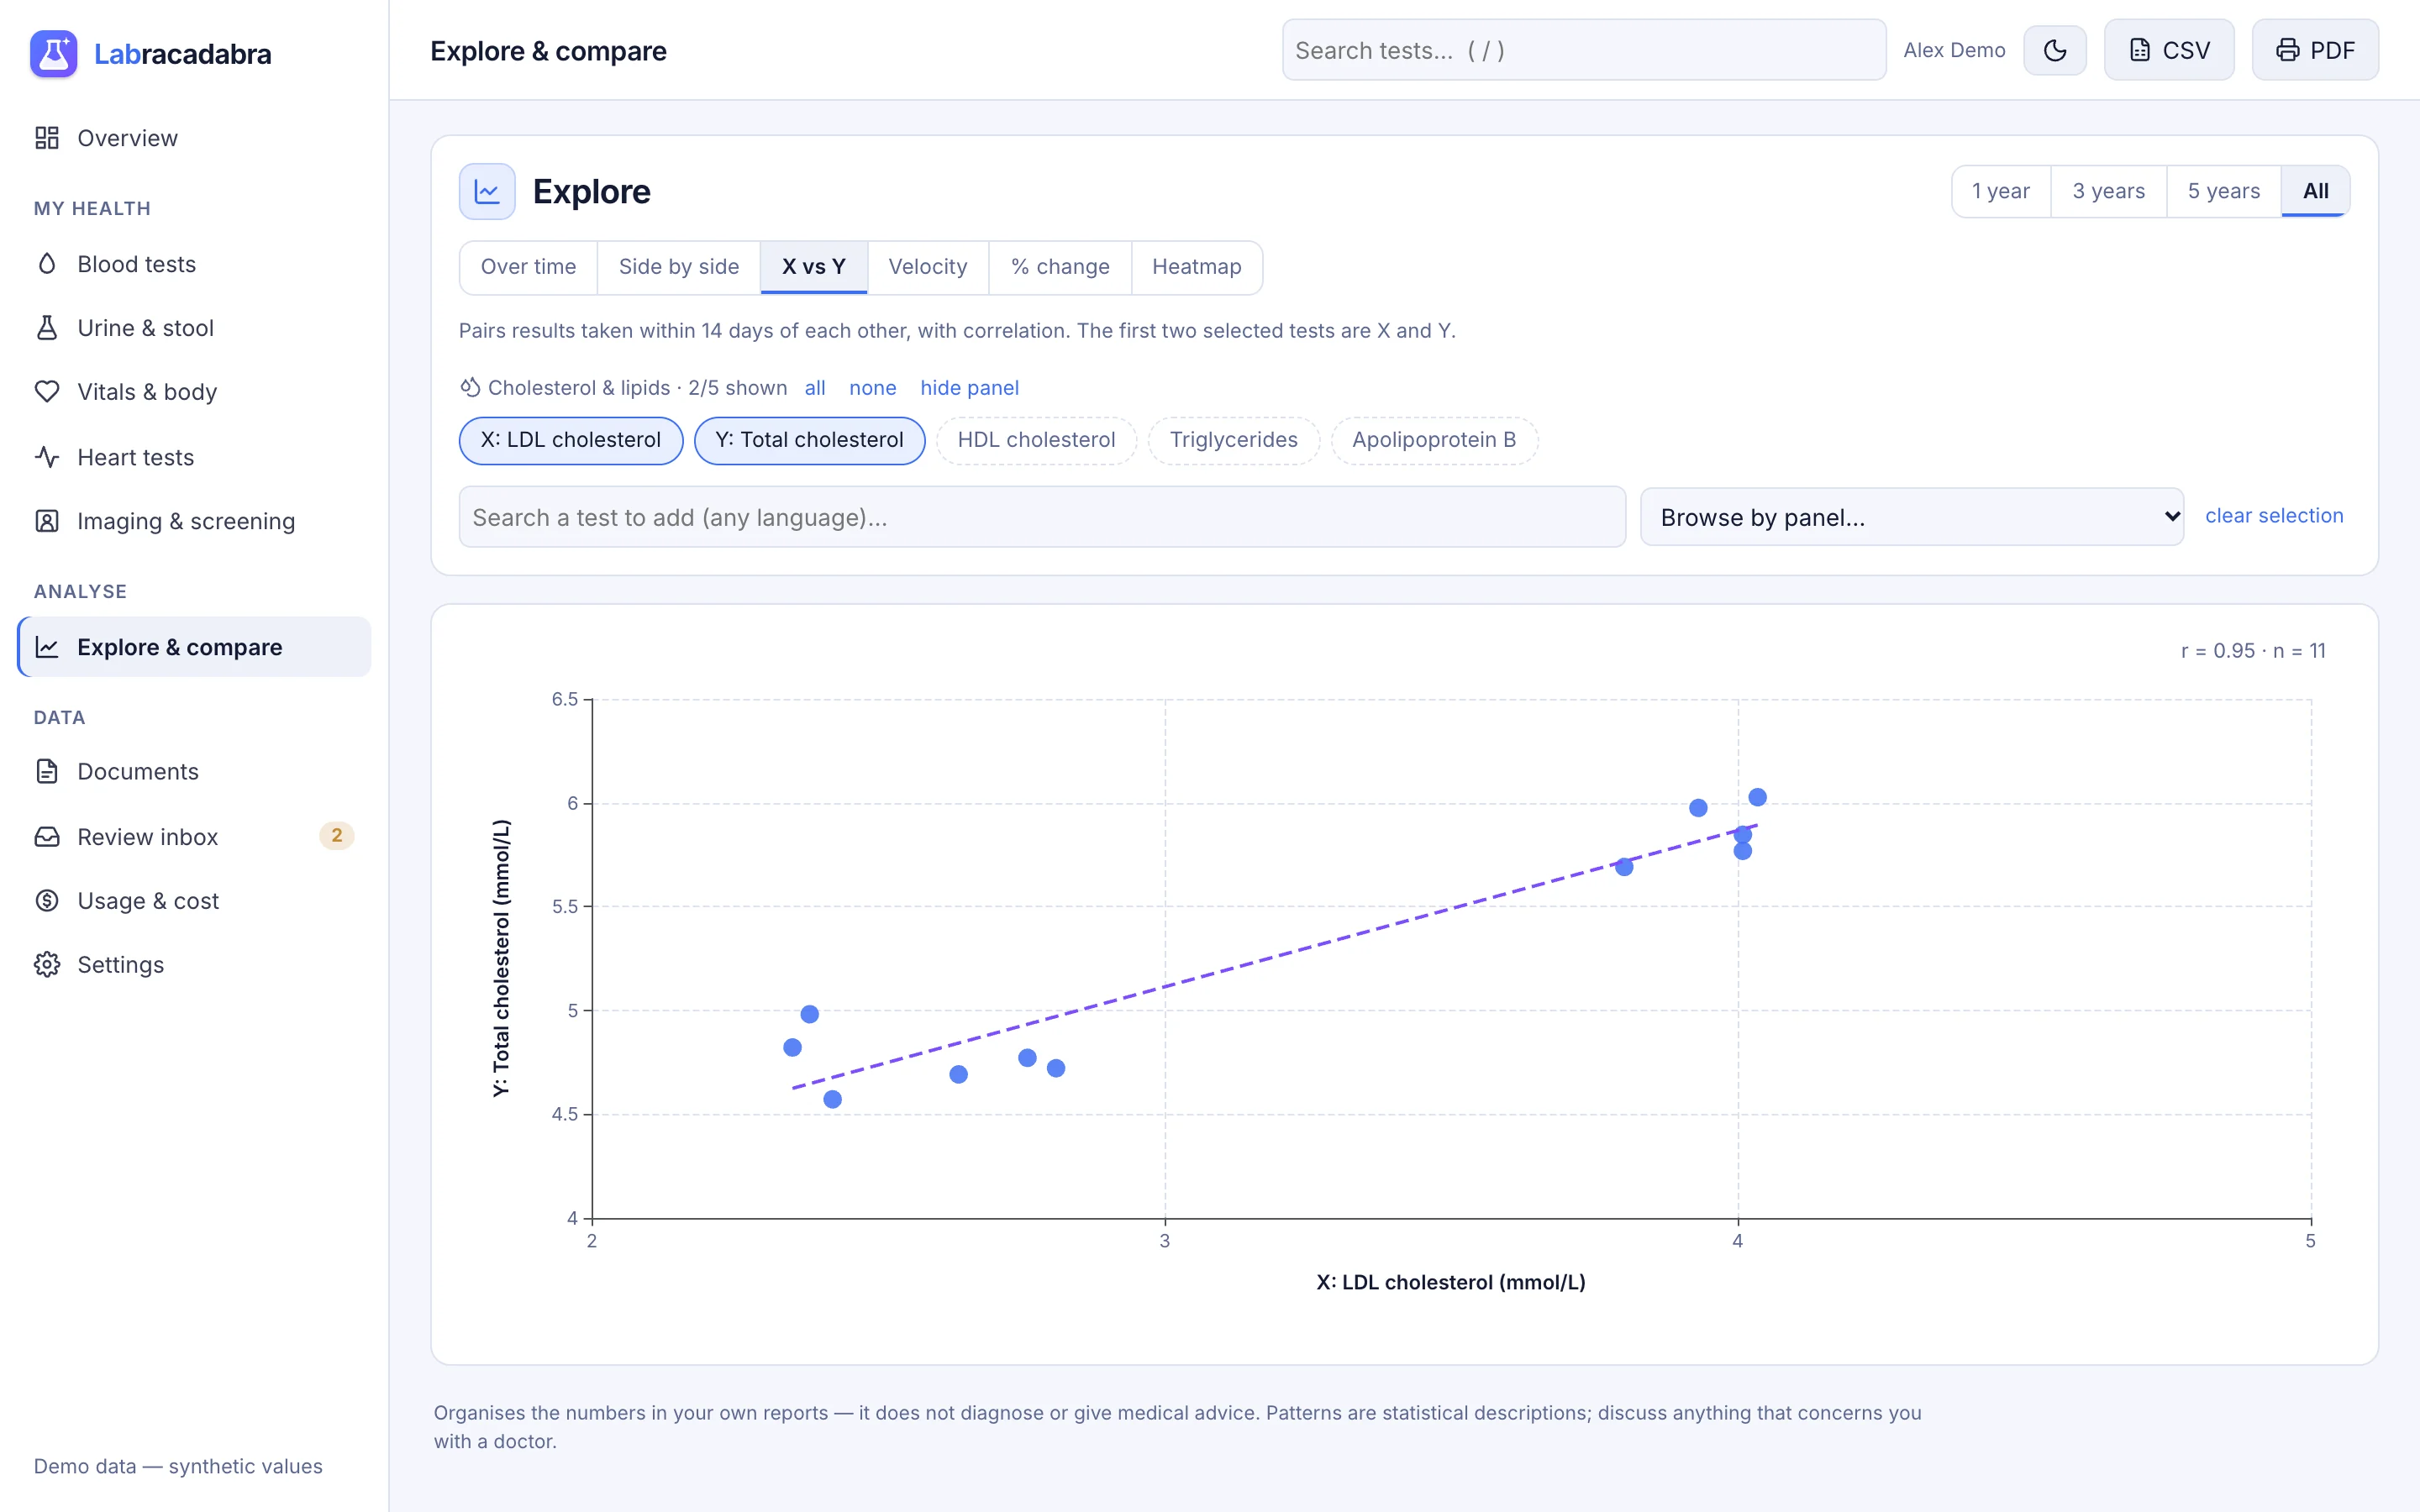 Labracadabra
Overview
MY HEALTH
Blood tests
Urine & stool
Vitals & body
Heart tests
Imaging & screening
ANALYSE
Explore & compare
DATA
Documents
Review inbox 2
Usage & cost
Settings
Demo data — synthetic values
Explore & compare
Search tests... ( / )
Alex Demo
CSV
PDF
Explore
1 year 3 years 5 years All
Over time Side by side X vs Y Velocity % change Heatmap
Pairs results taken within 14 days of each other, with correlation. The first two selected tests are X and Y.
Cholesterol & lipids · 2/5 shown all none hide panel
X: LDL cholesterol Y: Total cholesterol HDL cholesterol Triglycerides Apolipoprotein B
Search a test to add (any language)...
Browse by panel...
clear selection
r = 0.95 · n = 11
Y: Total cholesterol (mmol/L)
6.5
6
5.5
5
4.5
4
2 3 4 5
X: LDL cholesterol (mmol/L)
Organises the numbers in your own reports — it does not diagnose or give medical advice. Patterns are statistical descriptions; discuss anything that concerns you
with a doctor.